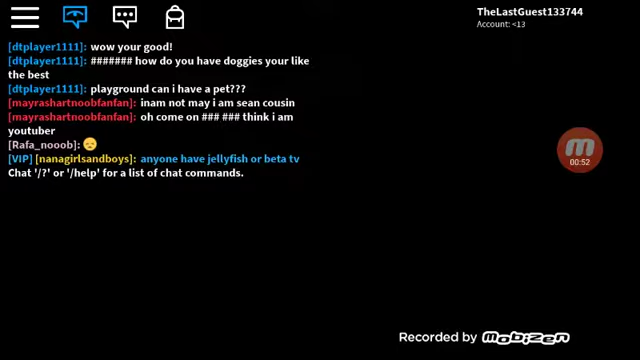 TheLastGuest133744
Account: <13
[dtplayer1111]: wow your good!
[dtplayer1111]: ####### how do you have doggies your like
the best
[dtplayer1111]: playground can i have a pet???
[mayrashartnoobfanfan]: inam not may i am sean cousin
[mayrashartnoobfanfan]: oh come on ### ### think i am
youtuber
[Rafa_nooob]: 😔
[VIP] [nanagirlsandboys]: anyone have jellyfish or beta tv
Chat '/?' or '/help' for a list of chat commands.
m
00:52
Recorded by mobizen